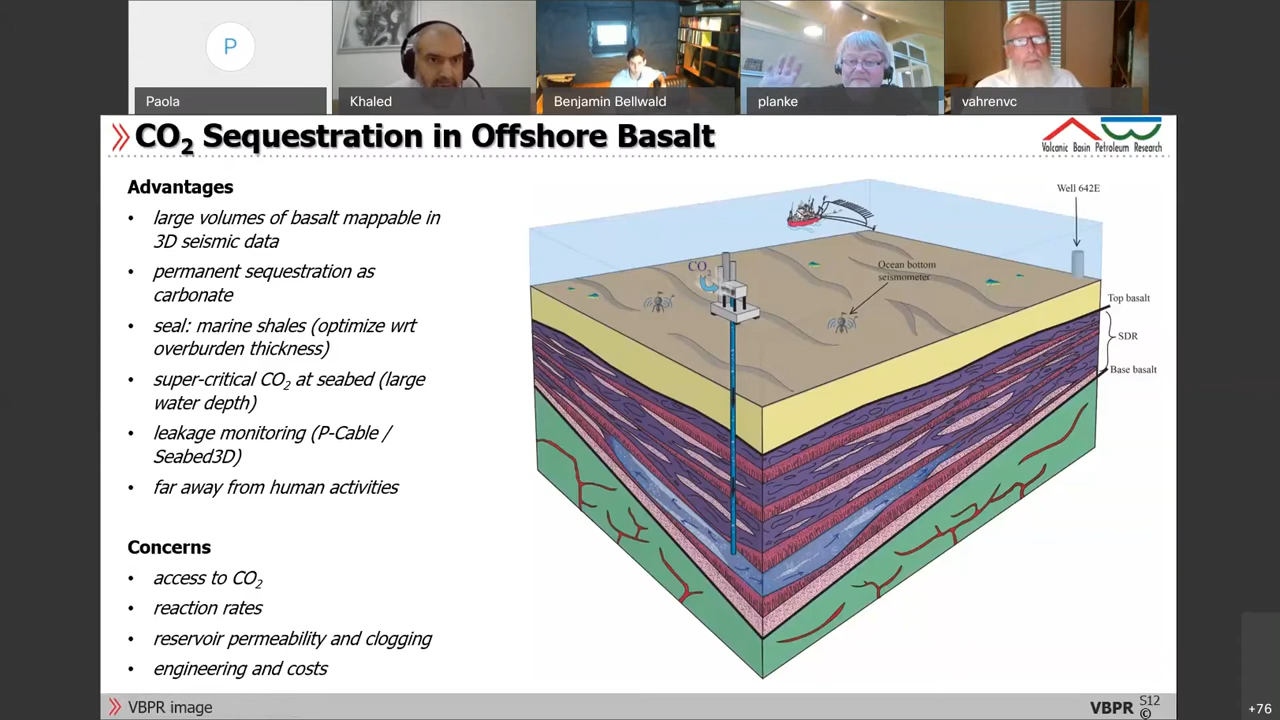 P
Paola
Khaled
Benjamin Bellwald
planke
vahrenvc
CO2 Sequestration in Offshore Basalt
Volcanic Basin Petroleum Research
Advantages
• large volumes of basalt mappable in
3D seismic data
• permanent sequestration as
carbonate
• seal: marine shales (optimize wrt
overburden thickness)
• super-critical CO2 at seabed (large
water depth)
• leakage monitoring (P-Cable /
Seabed3D)
• far away from human activities
Concerns
• access to CO2
• reaction rates
• reservoir permeability and clogging
• engineering and costs
Well 642E
CO2
Ocean bottom
seismometer
Top basalt
SDR
Base basalt
VBPR image
VBPR
S12
©
+76